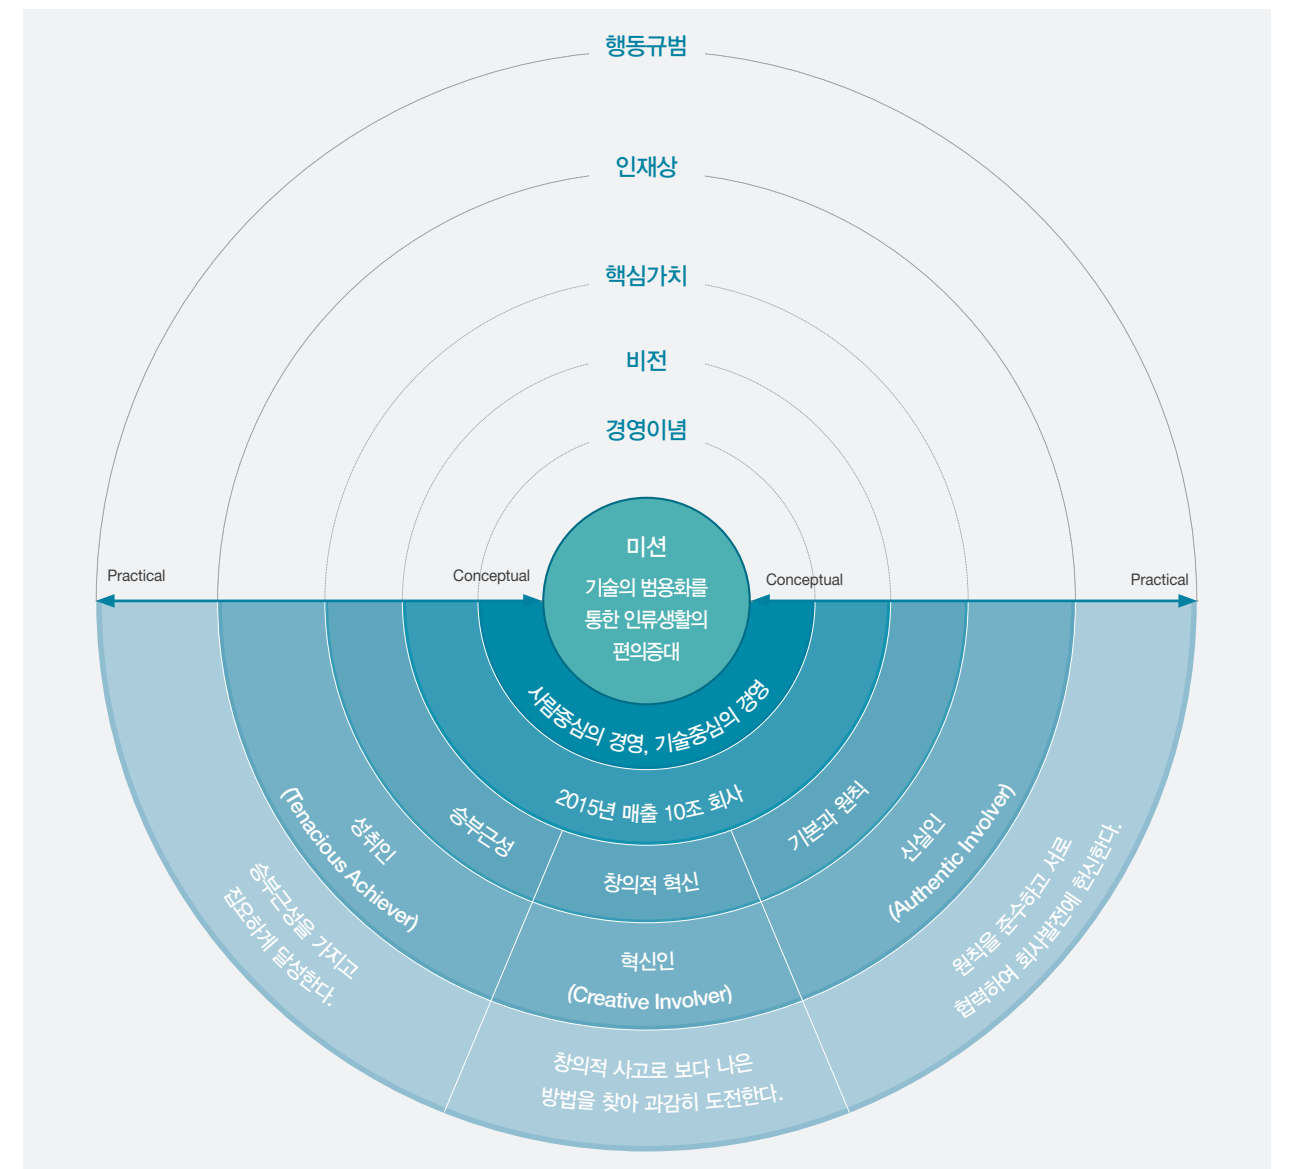 행동규범
인재상
핵심가치
비전
경영이념
미션
기술의 범용화를
통한 인류생활의
편의증대
Practical
Conceptual
Conceptual
Practical
사람중심의 경영, 기술중심의 경영
2015년 매출 10조 회사
승부근성
창의적 혁신
기본과 원칙
성취인
(Tenacious Achiever)
혁신인
(Creative Involver)
신실인
(Authentic Involver)
승부근성을 가지고
집요하게 달성한다.
창의적 사고로 보다 나은
방법을 찾아 과감히 도전한다.
원칙을 준수하고 서로
협력하여 회사발전에 헌신한다.